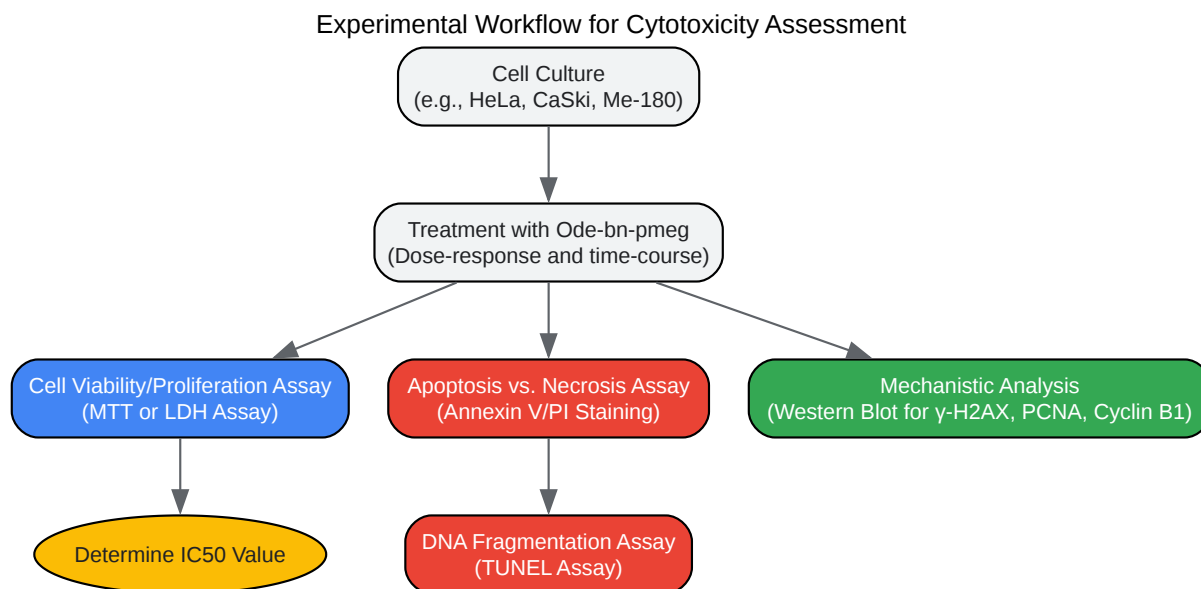 Experimental Workflow for Cytotoxicity Assessment
Cell Culture
(e.g., HeLa, CaSki, Me-180)
Treatment with Ode-bn-pmeg
(Dose-response and time-course)
Cell Viability/Proliferation Assay
(MTT or LDH Assay)
Apoptosis vs. Necrosis Assay
(Annexin V/PI Staining)
Mechanistic Analysis
(Western Blot for γ-H2AX, PCNA, Cyclin B1)
Determine IC50 Value
DNA Fragmentation Assay
(TUNEL Assay)